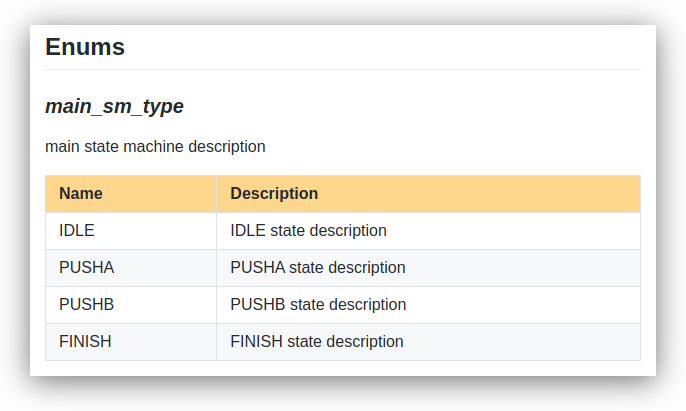 Enums
main_sm_type
main state machine description
Name Description
IDLE IDLE state description
PUSHA PUSHA state description
PUSHB PUSHB state description
FINISH FINISH state description